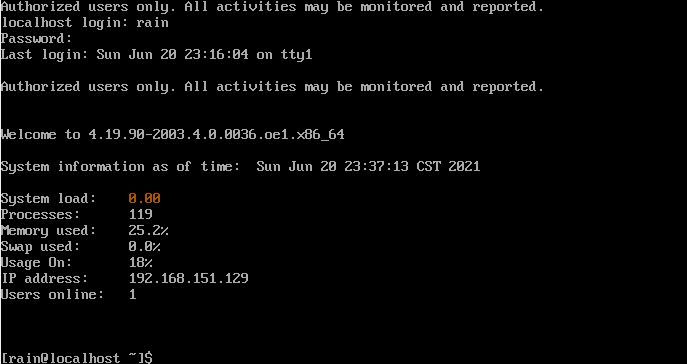 Authorized users only. All activities may be monitored and reported.
localhost login: rain
Password:
Last login: Sun Jun 20 23:16:04 on tty1
Authorized users only. All activities may be monitored and reported.
Welcome to 4.19.90-2003.4.0.0036.oe1.x86_64
System information as of time:  Sun Jun 20 23:37:13 CST 2021
System load:    0.00
Processes:      119
Memory used:    25.2%
Swap used:      0.0%
Usage On:       18%
IP address:     192.168.151.129
Users online:   1
[rain@localhost ~]$